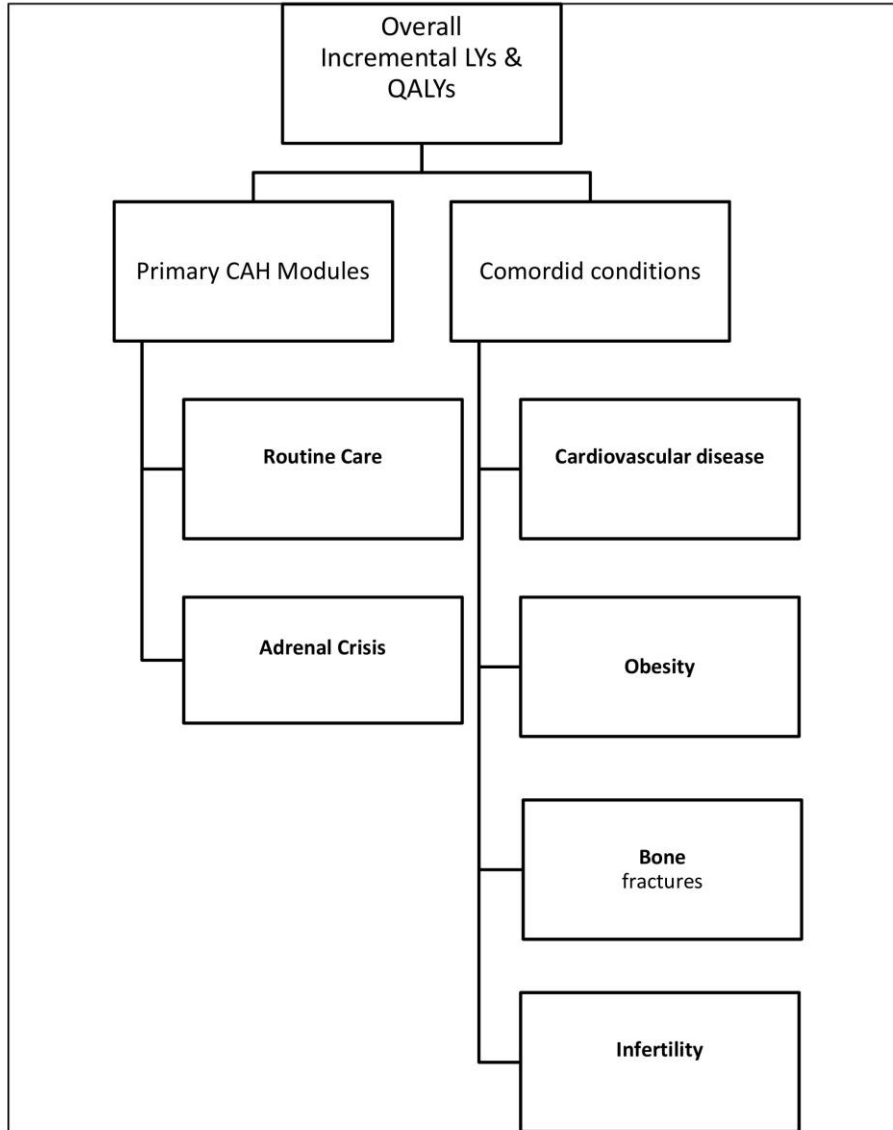 Overall
Incremental LYs &
QALYs
Primary CAH Modules
Comordid conditions
Routine Care
Cardiovascular disease
Adrenal Crisis
Obesity
Bone
fractures
Infertility